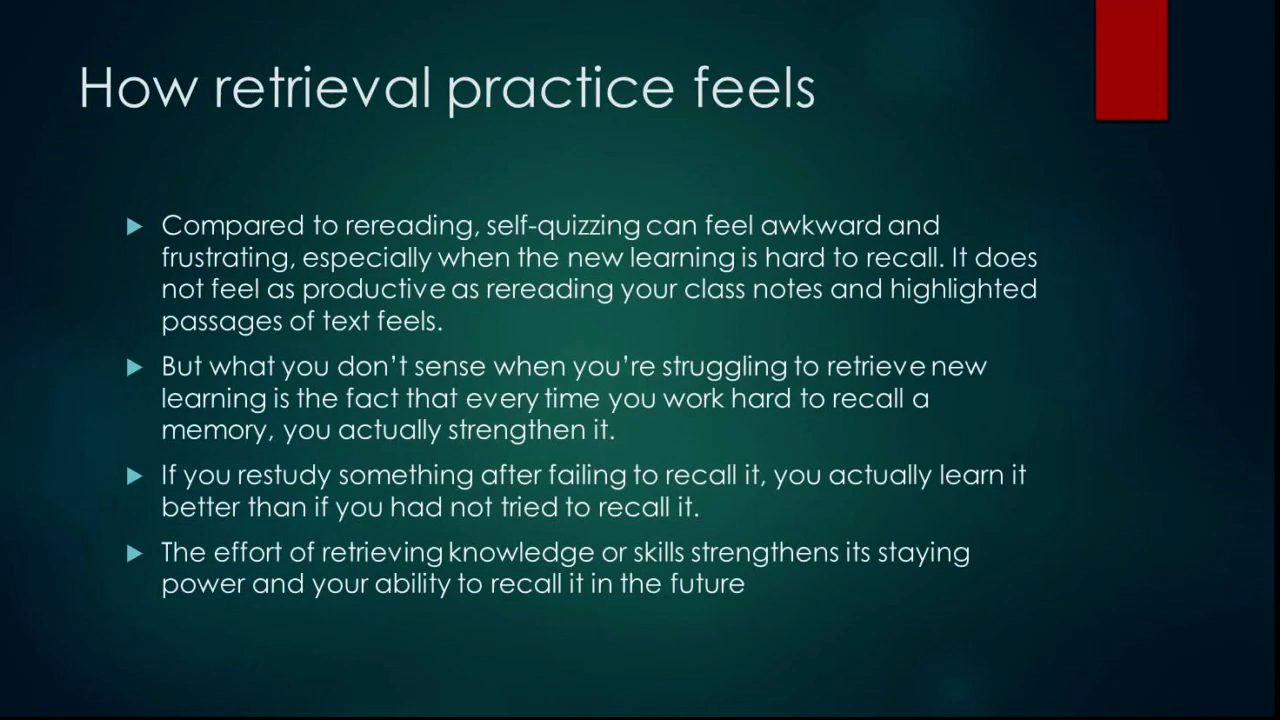 How retrieval practice feels
Compared to rereading, self-quizzing can feel awkward and
frustrating, especially when the new learning is hard to recall. It does
not feel as productive as rereading your class notes and highlighted
passages of text feels.
But what you don't sense when you're struggling to retrieve new
learning is the fact that every time you work hard to recall a
memory, you actually strengthen it.
If you restudy something after failing to recall it, you actually learn it
better than if you had not tried to recall it.
The effort of retrieving knowledge or skills strengthens its staying
power and your ability to recall it in the future